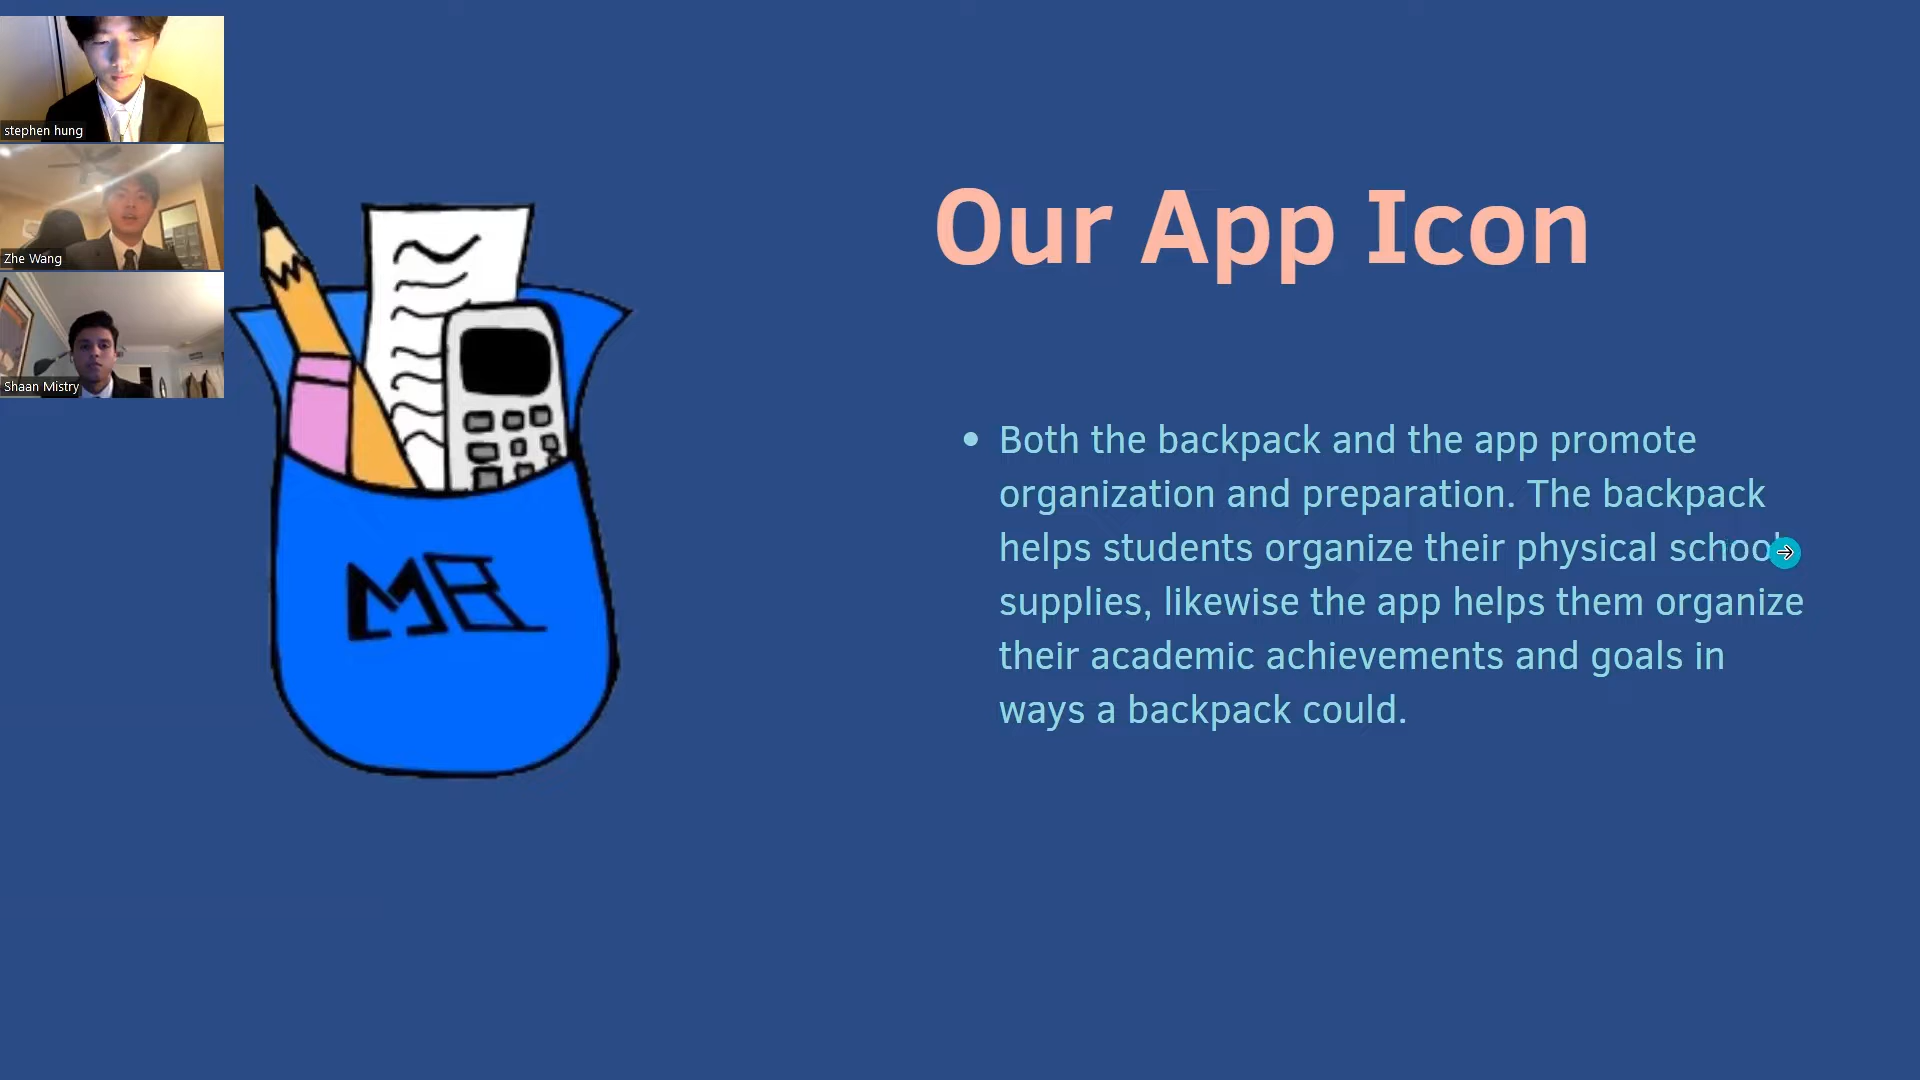 stephen hung
Zhe Wang
Shaan Mistry
MB
Our App Icon
• Both the backpack and the app promote
organization and preparation. The backpack
helps students organize their physical school
supplies, likewise the app helps them organize
their academic achievements and goals in
ways a backpack could.